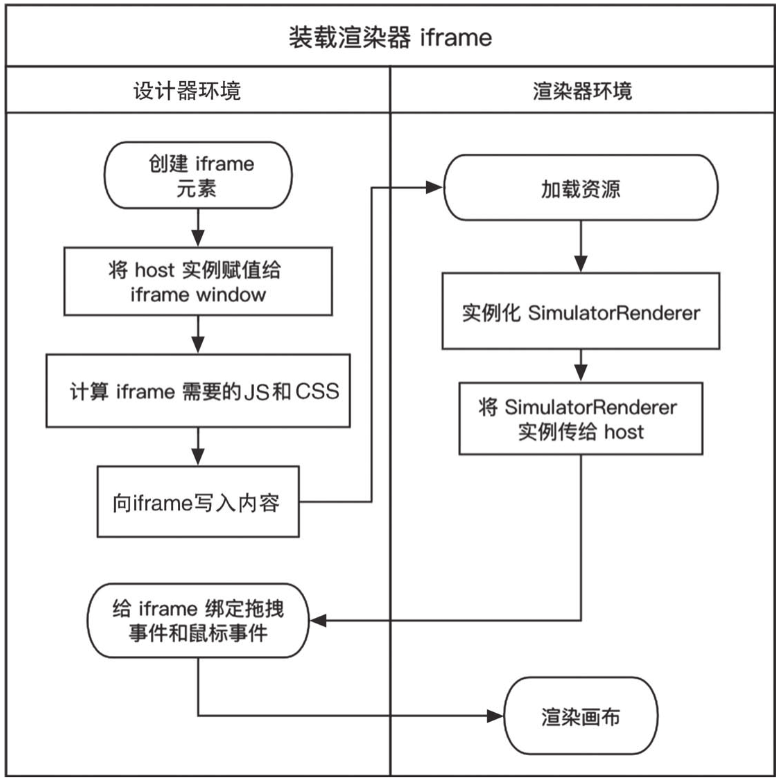 装载渲染器 iframe
设计器环境
渲染器环境
创建 iframe
元素
将 host 实例赋值给
iframe window
计算 iframe 需要的JS和CSS
向iframe写入内容
加载资源
实例化 SimulatorRenderer
将 SimulatorRenderer
实例传给 host
给 iframe 绑定拖拽
事件和鼠标事件
渲染画布